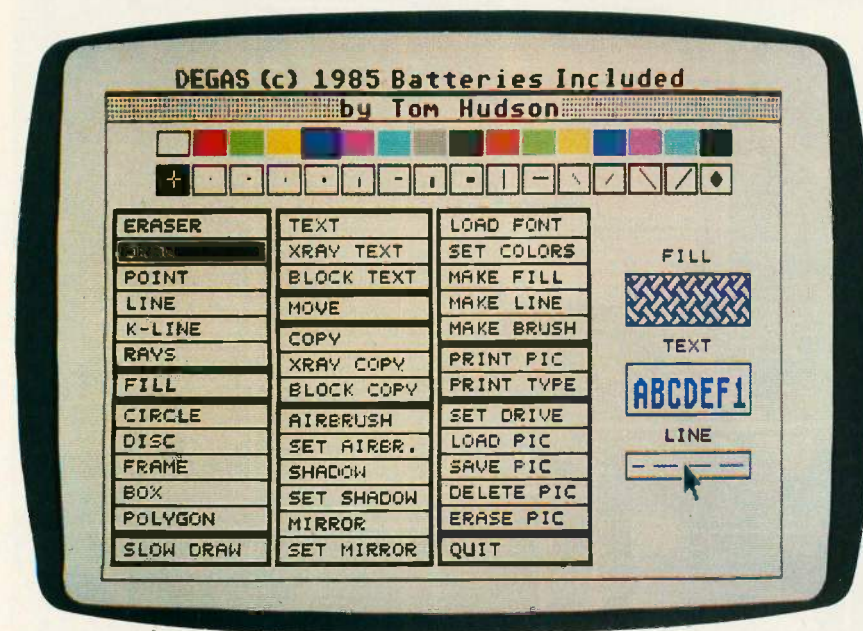 DEGAS (c) 1985 Batteries Included
by Tom Hudson
ERASER
POINT
LINE
K-LINE
RAYS
FILL
CIRCLE
DISC
FRAME
BOX
POLYGON
SLOW DRAW
TEXT
XRAY TEXT
BLOCK TEXT
MOVE
COPY
XRAY COPY
BLOCK COPY
AIRBRUSH
SET AIRBR.
SHADOW
SET SHADOW
MIRROR
SET MIRROR
LOAD FONT
SET COLORS
MAKE FILL
MAKE LINE
MAKE BRUSH
PRINT PIC
PRINT TYPE
SET DRIVE
LOAD PIC
SAVE PIC
DELETE PIC
ERASE PIC
QUIT
FILL
TEXT
ABCDEF1
LINE